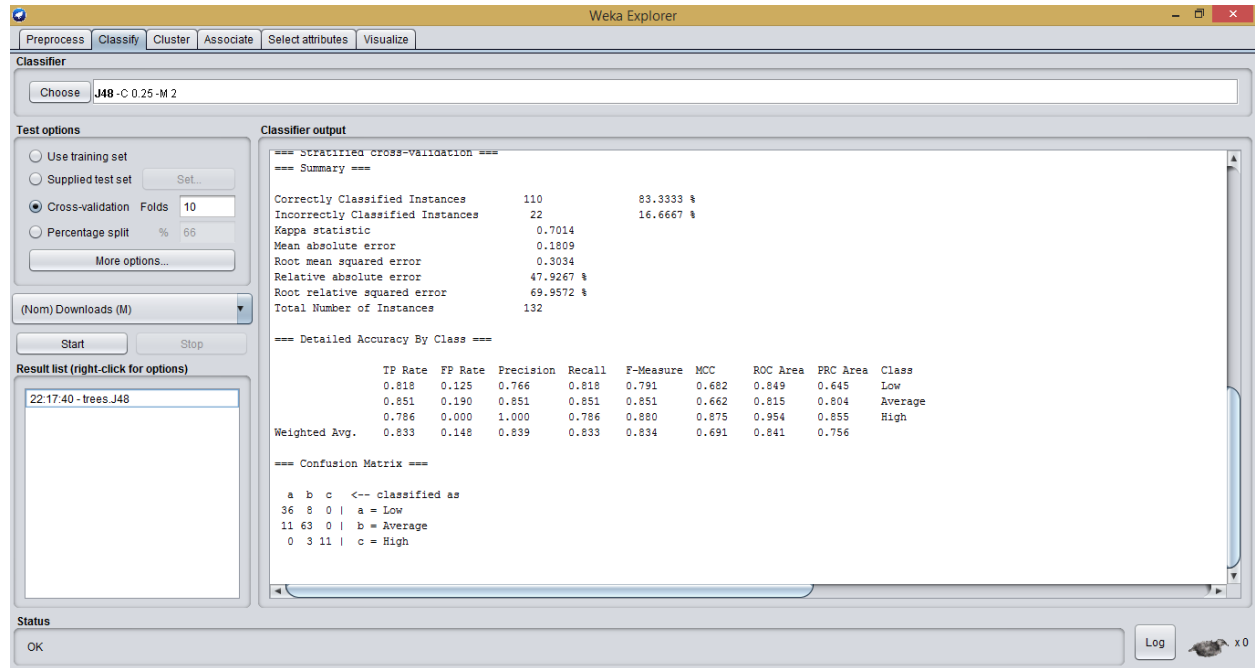 Weka Explorer
Preprocess Classify Cluster Associate Select attributes Visualize
Classifier
Choose J48 -C 0.25 -M 2
Test options
Use training set
Supplied test set Set...
Cross-validation Folds 10
Percentage split % 66
More options...
(Nom) Downloads (M)
Start Stop
Result list (right-click for options)
22:17:40 - trees.J48
Classifier output
=== Stratified cross-validation ===
=== Summary ===
Correctly Classified Instances 110 83.3333 %
Incorrectly Classified Instances 22 16.6667 %
Kappa statistic 0.7014
Mean absolute error 0.1809
Root mean squared error 0.3034
Relative absolute error 47.9267 %
Root relative squared error 69.9572 %
Total Number of Instances 132
=== Detailed Accuracy By Class ===
TP Rate FP Rate Precision Recall F-Measure MCC ROC Area PRC Area Class
0.818 0.125 0.766 0.818 0.791 0.682 0.849 0.645 Low
0.851 0.190 0.851 0.851 0.851 0.662 0.815 0.804 Average
0.786 0.000 1.000 0.786 0.880 0.875 0.954 0.855 High
Weighted Avg. 0.833 0.148 0.839 0.833 0.834 0.691 0.841 0.756
=== Confusion Matrix ===
a b c <-- classified as
36 8 0 | a = Low
11 63 0 | b = Average
0 3 11 | c = High
Status
OK
Log x 0